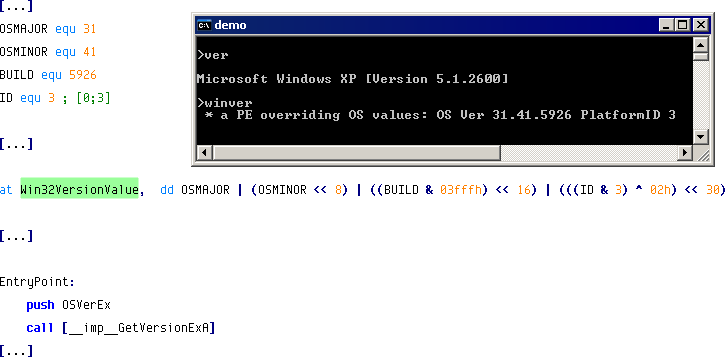 [...]
OSMAJOR equ 31
OSMINOR equ 41
BUILD equ 5926
ID equ 3 ; [0;3]
demo
>ver
Microsoft Windows XP [Version 5.1.2600]
>winver
* a PE overriding OS values: OS Ver 31.41.5926 PlatformID 3
[...]
at Win32VersionValue, dd OSMAJOR | (OSMINOR << 8) | ((BUILD & 03fffh) << 16) | (((ID & 3) ^ 02h) << 30)
[...]
EntryPoint:
push OSVerEx
call [__imp__GetVersionExA]
[...]